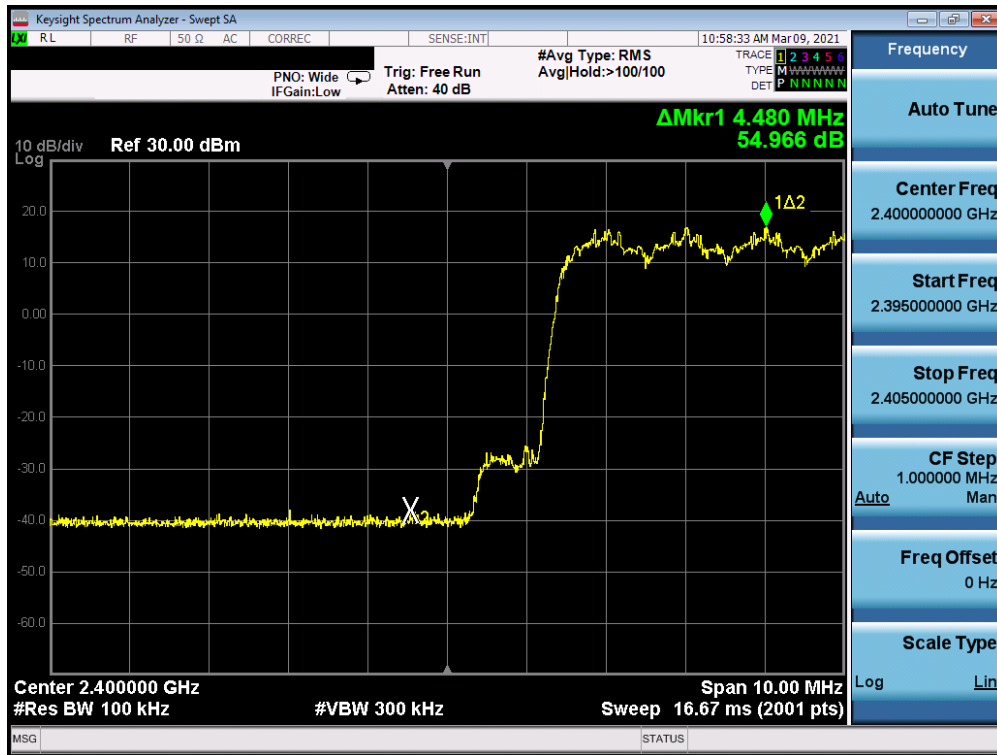 Keysight Spectrum Analyzer - Swept SA
LXI RL RF 50 Ω AC CORREC SENSE:INT 10:58:33 AM Mar 09, 2021
PNO: Wide
IFGain:Low
Trig: Free Run
Atten: 40 dB
#Avg Type: RMS
Avg|Hold:>100/100
TRACE 1 2 3 4 5 6
TYPE M WWWWW
DET P N N N N N
ΔMkr1 4.480 MHz
54.966 dB
10 dB/div Ref 30.00 dBm
Log
20.0
10.0
0.00
-10.0
-20.0
-30.0
-40.0
-50.0
-60.0
1Δ2
X2
Center 2.400000 GHz
#Res BW 100 kHz
#VBW 300 kHz
Span 10.00 MHz
Sweep 16.67 ms (2001 pts)
MSG STATUS
Frequency
Auto Tune
Center Freq
2.400000000 GHz
Start Freq
2.395000000 GHz
Stop Freq
2.405000000 GHz
CF Step
1.000000 MHz
Auto Man
Freq Offset
0 Hz
Scale Type
Log Lin